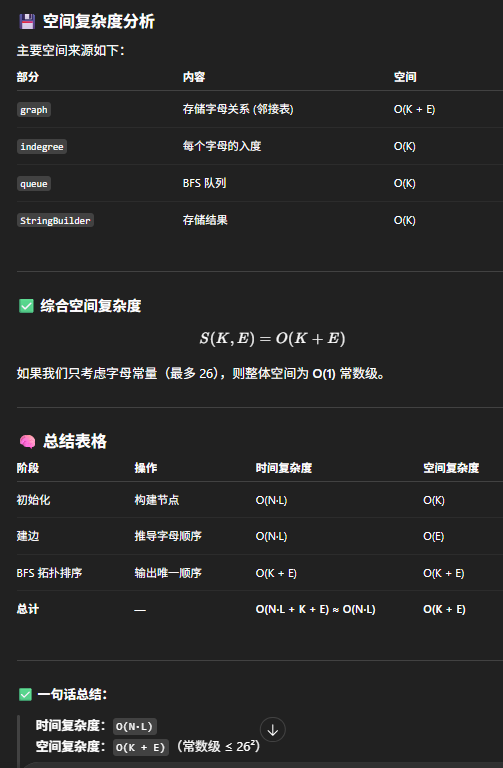 💾 空间复杂度分析
主要空间来源如下：
部分 内容 空间
graph 存储字母关系 (邻接表) O(K + E)
indegree 每个字母的入度 O(K)
queue BFS 队列 O(K)
StringBuilder 存储结果 O(K)
✅ 综合空间复杂度
S(K, E) = O(K + E)
如果我们只考虑字母常量（最多 26），则整体空间为 O(1) 常数级。
🧠 总结表格
阶段 操作 时间复杂度 空间复杂度
初始化 构建节点 O(N·L) O(K)
建边 推导字母顺序 O(N·L) O(E)
BFS 拓扑排序 输出唯一顺序 O(K + E) O(K + E)
总计 — O(N·L + K + E) ≈ O(N·L) O(K + E)
✅ 一句话总结：
时间复杂度： O(N·L)
空间复杂度： O(K + E) （常数级 ≤ 26²）